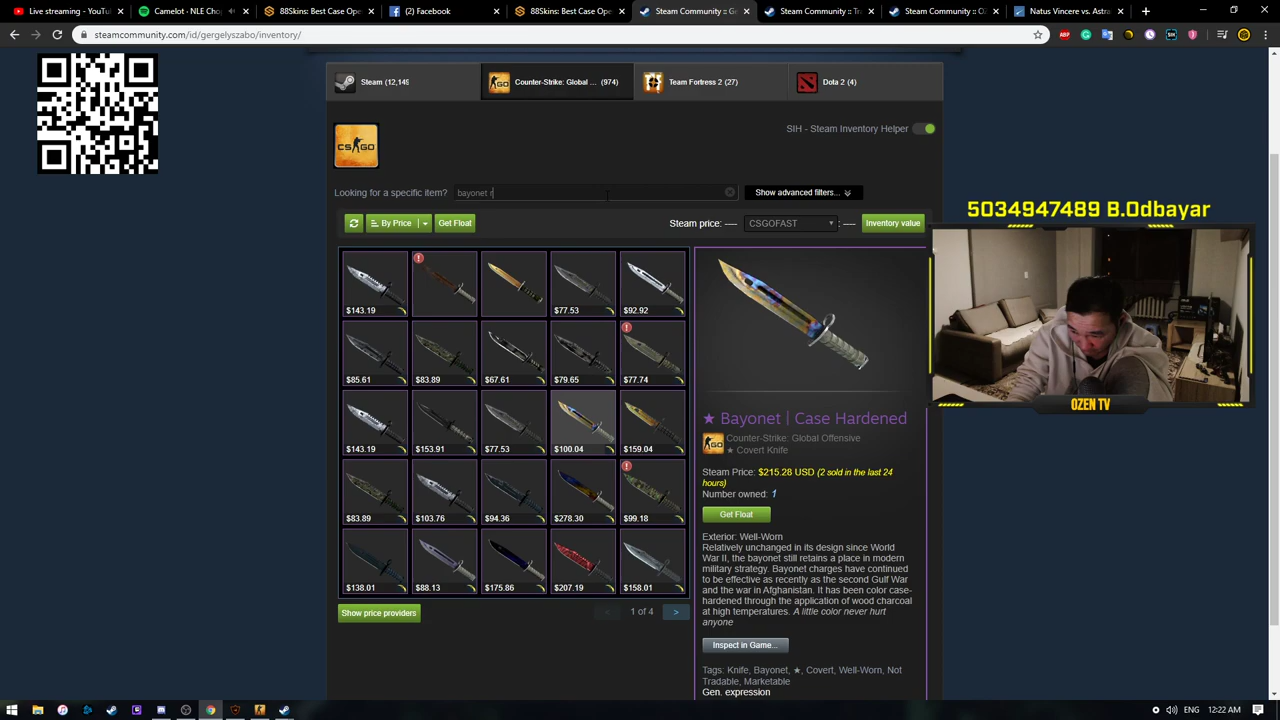 Live streaming - YouTu
Camelot - NLE Chop
88Skins: Best Case Ope
Facebook
88Skins: Best Case Ope
Steam Community :: Ge
Steam Community :: Tr
Steam Community :: OZ
Natus Vincere vs. Astral
steamcommunity.com/id/gergelyszabo/inventory/
Steam (12,149
Counter-Strike: Global ... (974)
Team Fortress 2 (27)
Dota 2 (4)
CS GO
SIH - Steam Inventory Helper
Looking for a specific item?
bayonet r
Show advanced filters...
By Price
Get Float
Steam price: ----
CSGOFAST
: ----
Inventory value
$143.19
$77.53
$92.92
$85.61
$83.89
$67.61
$79.65
$77.74
$143.19
$153.91
$77.53
$100.04
$159.04
$83.89
$103.76
$94.36
$278.30
$99.18
$138.01
$88.13
$175.86
$207.19
$158.01
Show price providers
<
1 of 4
>
★ Bayonet | Case Hardened
Counter-Strike: Global Offensive
★ Covert Knife
Steam Price: $215.28 USD (2 sold in the last 24
hours)
Number owned: 1
Get Float
Exterior: Well-Worn
Relatively unchanged in its design since World
War II, the bayonet still retains a place in modern
military strategy. Bayonet charges have continued
to be effective as recently as the second Gulf War
and the war in Afghanistan. It has been color case-
hardened through the application of wood charcoal
at high temperatures. A little color never hurt
anyone
Inspect in Game...
Tags: Knife, Bayonet, ★, Covert, Well-Worn, Not
Tradable, Marketable
Gen. expression
5034947489 B.Odbayar
OZEN TV
12:22 AM